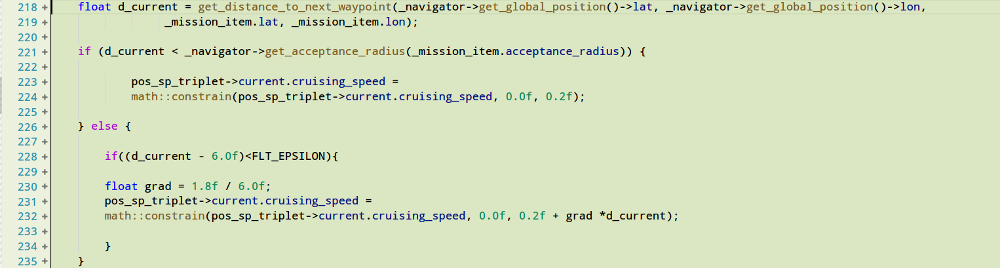 218 + float d_current = get_distance_to_next_waypoint(_navigator->get_global_position()->lat, _navigator->get_global_position()->lon,
219 + _mission_item.lat, _mission_item.lon);
220 +
221 + if (d_current < _navigator->get_acceptance_radius(_mission_item.acceptance_radius)) {
222 +
223 + pos_sp_triplet->current.cruising_speed =
224 + math::constrain(pos_sp_triplet->current.cruising_speed, 0.0f, 0.2f);
225 +
226 + } else {
227 +
228 + if((d_current - 6.0f)<FLT_EPSILON){
229 +
230 + float grad = 1.8f / 6.0f;
231 + pos_sp_triplet->current.cruising_speed =
232 + math::constrain(pos_sp_triplet->current.cruising_speed, 0.0f, 0.2f + grad *d_current);
233 +
234 + }
235 + }